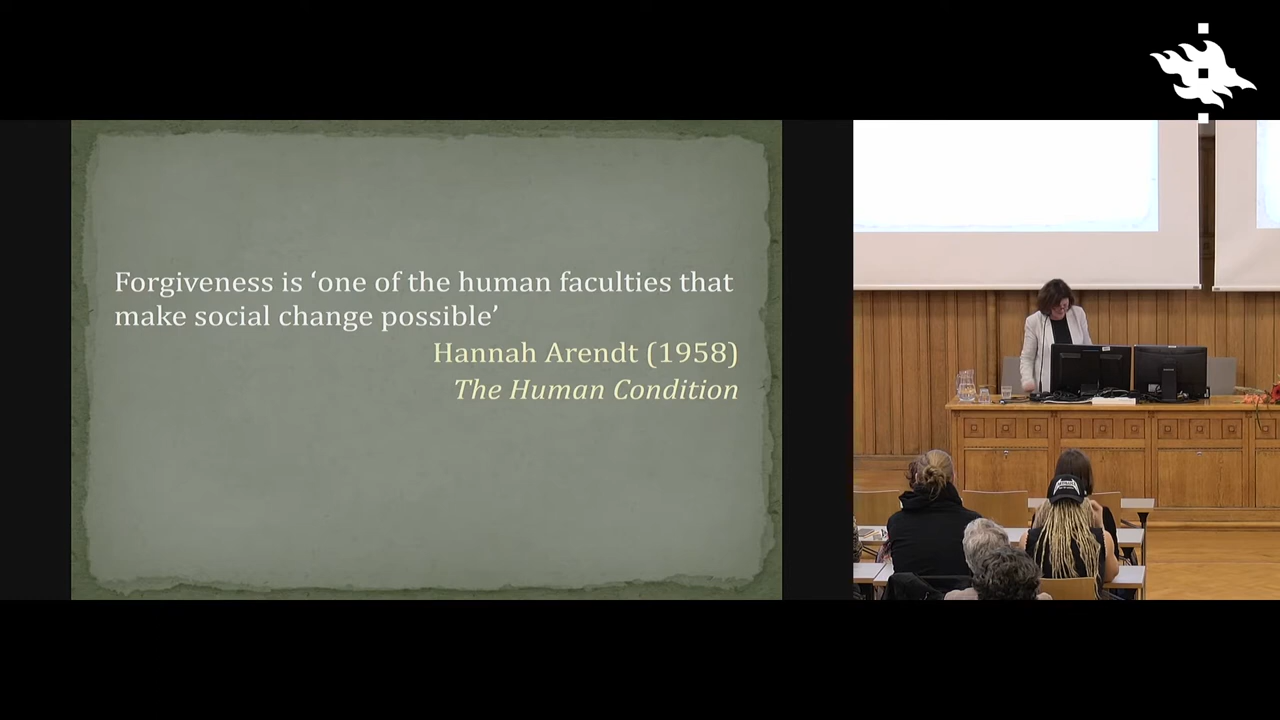 Forgiveness is ‘one of the human faculties that
make social change possible’
Hannah Arendt (1958)
The Human Condition